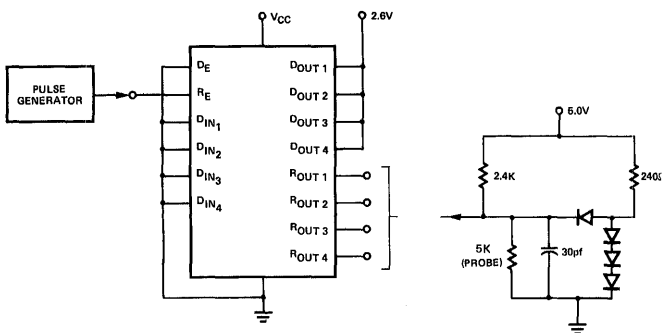 VCC
2.6V
PULSE
GENERATOR
DE
RE
DIN1
DIN2
DIN3
DIN4
DOUT 1
DOUT 2
DOUT 3
DOUT 4
ROUT 1
ROUT 2
ROUT 3
ROUT 4
5.0V
2.4K
240Ω
5K
(PROBE)
30pf